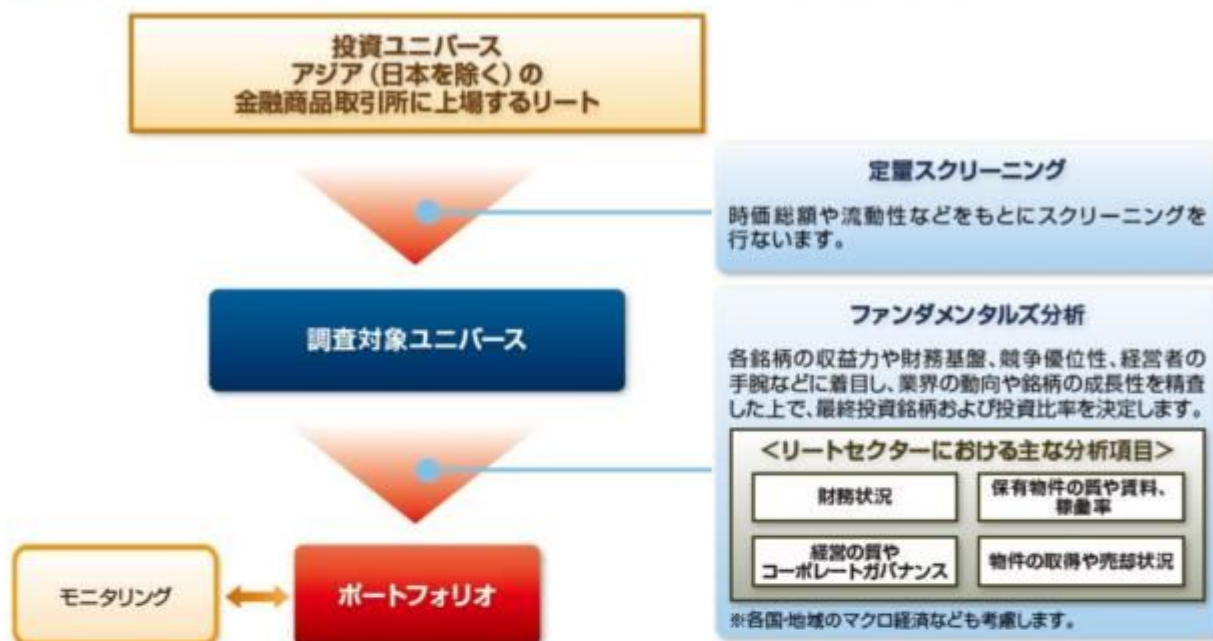 投資ユニバース
アジア(日本を除く)の
金融商品取引所に上場するリート
定量スクリーニング
時価総額や流動性などをもとにスクリーニングを
行ないます。
調査対象ユニバース
ファンダメンタルズ分析
各銘柄の収益力や財務基盤、競争優位性、経営者の
手腕などに着目し、業界の動向や銘柄の成長性を精査
した上で、最終投資銘柄および投資比率を決定します。
<リートセクターにおける主な分析項目>
財務状況
保有物件の質や賃料、
稼働率
経営の質や
コーポレートガバナンス
物件の取得や売却状況
※各国・地域のマクロ経済なども考慮します。
モニタリング
ポートフォリオ